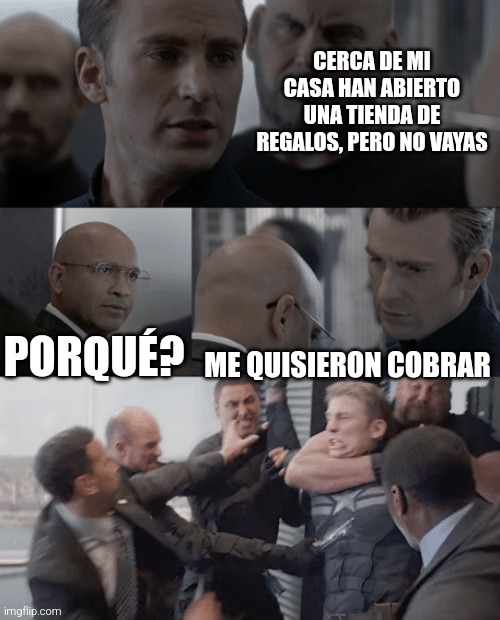 CERCA DE MI
CASA HAN ABIERTO
UNA TIENDA DE
REGALOS, PERO NO VAYAS
PORQUÉ?
ME QUISIERON COBRAR
imgflip.com